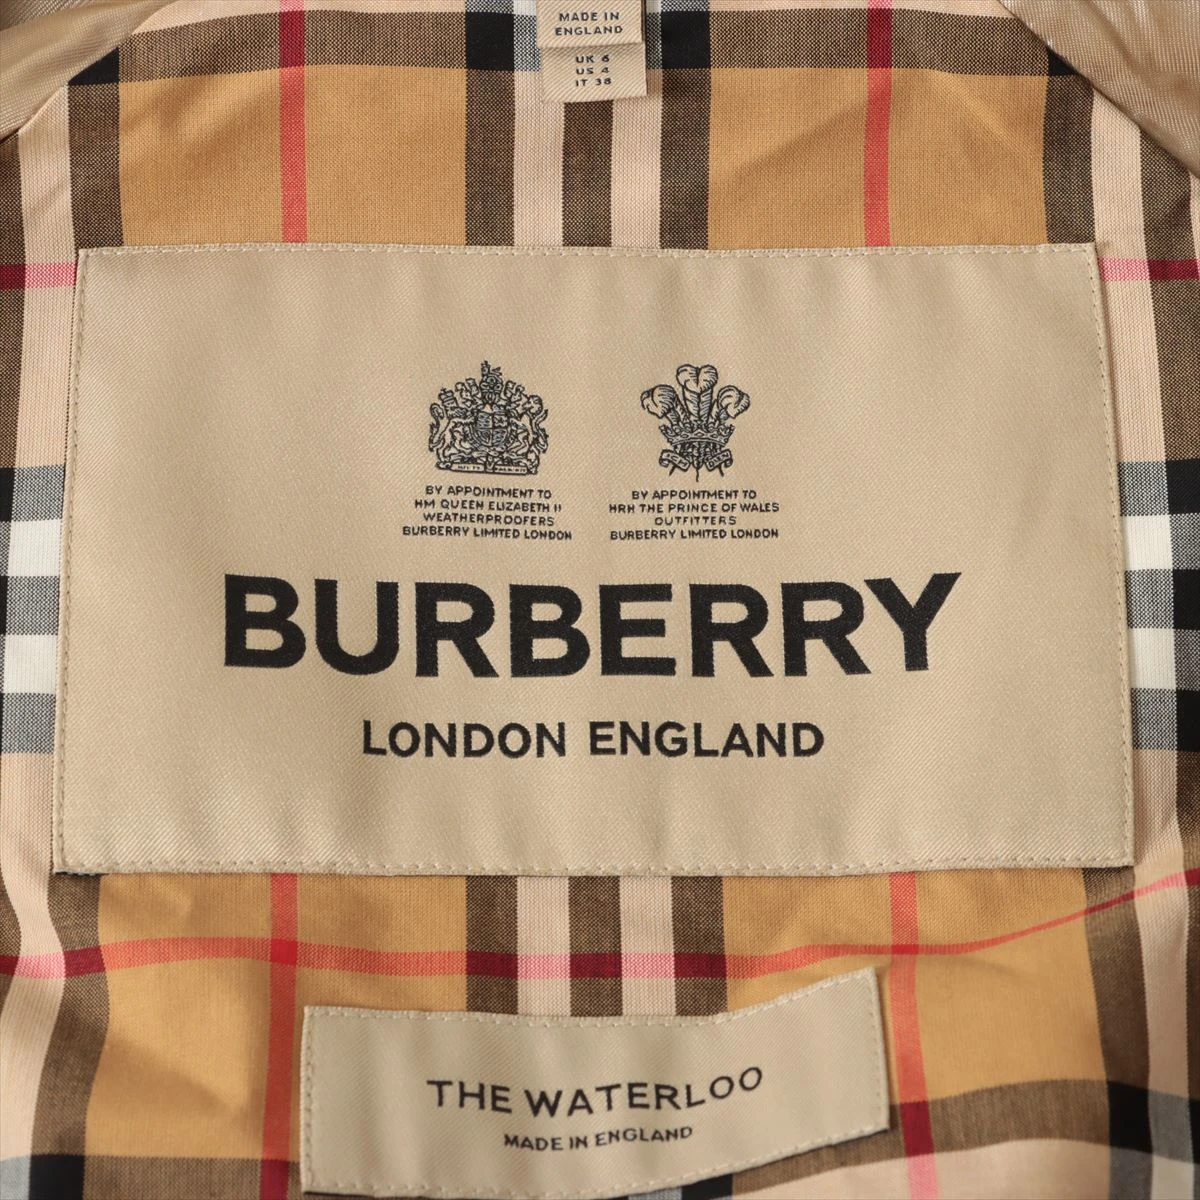 MADE IN
ENGLAND
UK 6
US 4
IT 38
BY APPOINTMENT TO
HM QUEEN ELIZABETH II
WEATHERPROOFERS
BURBERRY LIMITED LONDON
BY APPOINTMENT TO
HRH THE PRINCE OF WALES
OUTFITTERS
BURBERRY LIMITED LONDON
BURBERRY
LONDON ENGLAND
THE WATERLOO
MADE IN ENGLAND